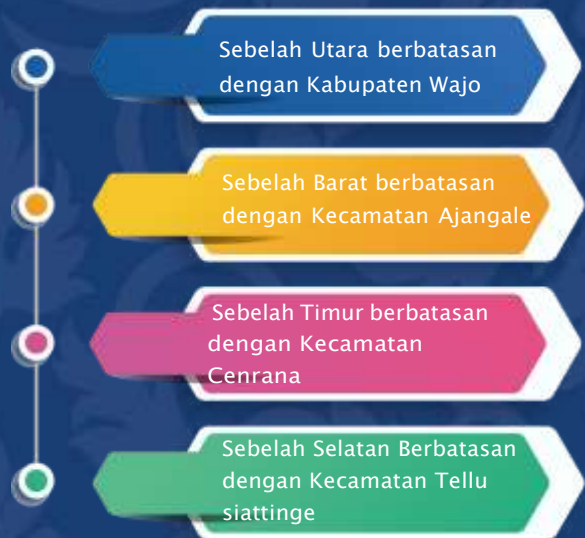 Sebelah Utara berbatasan
dengan Kabupaten Wajo
Sebelah Barat berbatasan
dengan Kecamatan Ajangale
Sebelah Timur berbatasan
dengan Kecamatan
Cenrana
Sebelah Selatan Berbatasan
dengan Kecamatan Tellu
siattinge